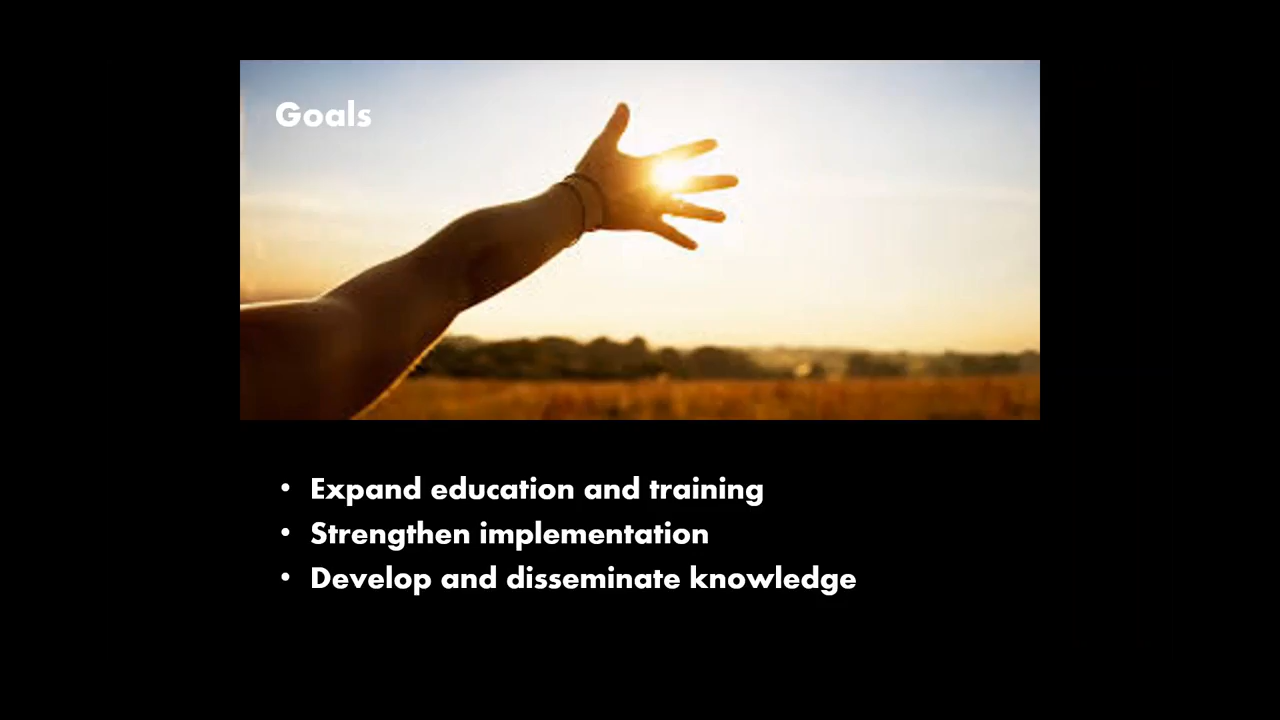 Goals
• Expand education and training
• Strengthen implementation
• Develop and disseminate knowledge